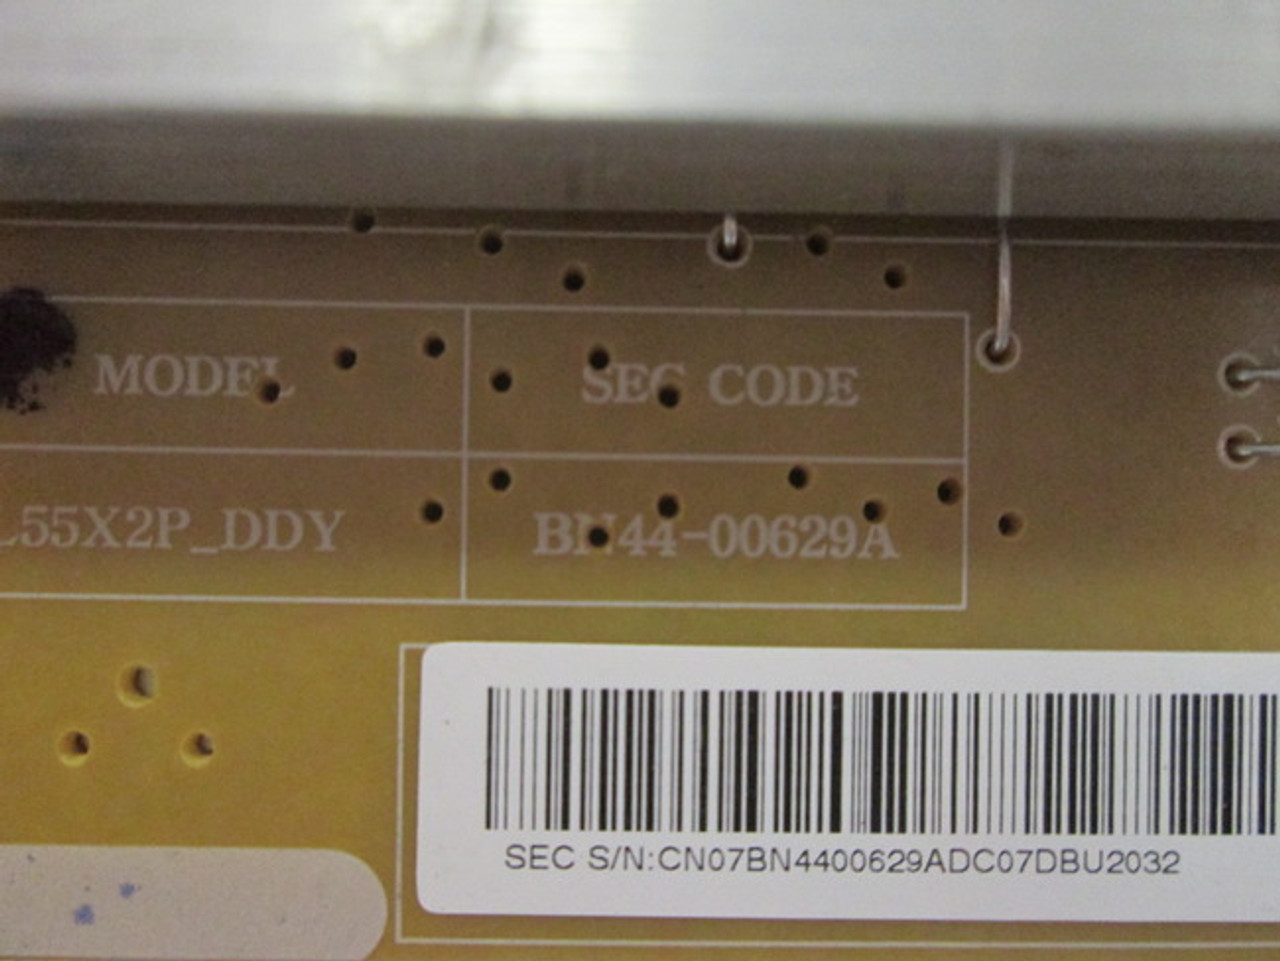 MODEL SEC CODE
L55X2P_DDY BN44-00629A
SEC S/N:CN07BN4400629ADC07DBU2032